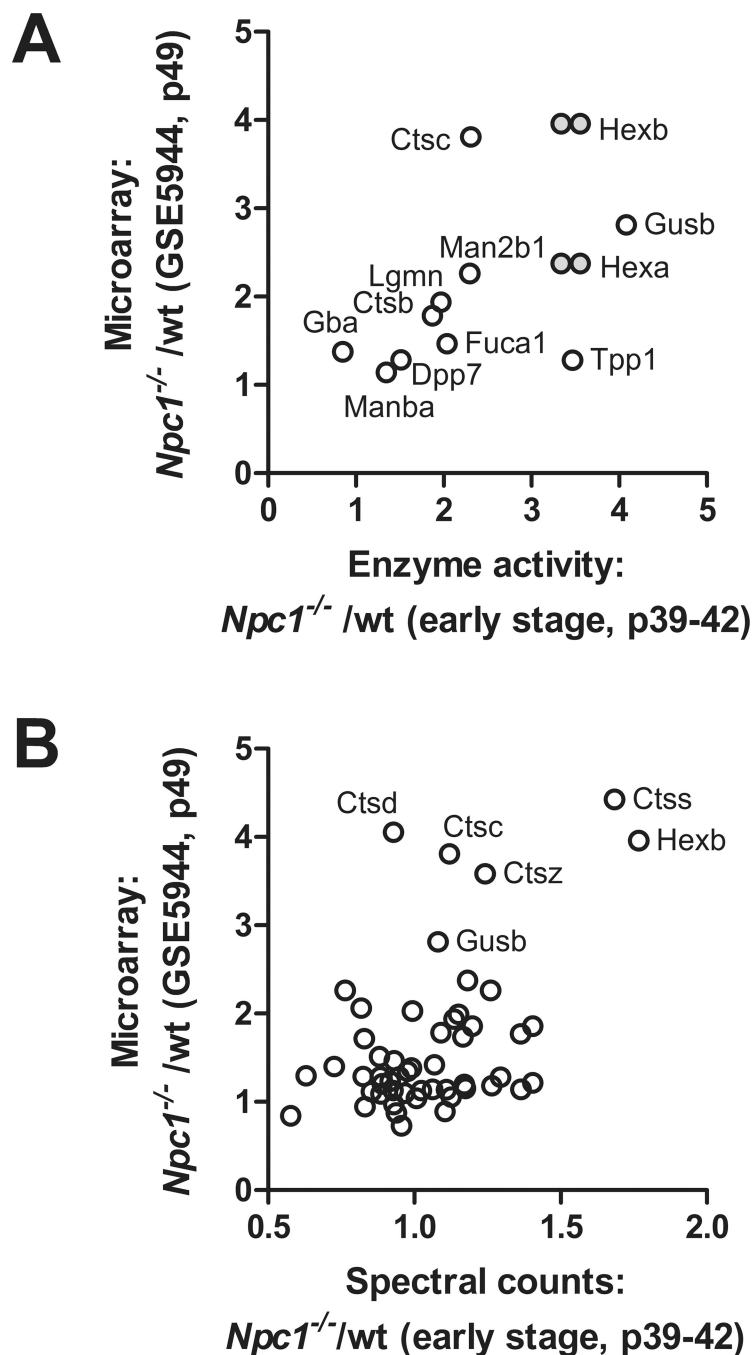 A
Microarray:
Npc1-/- /wt (GSE5944, p49)
5
4
3
2
1
0
Ctsc
Hexb
Gusb
Man2b1
Hexa
Lgmn
Ctsb
Gba
Fuca1
Tpp1
Dpp7
Manba
0 1 2 3 4 5
Enzyme activity:
Npc1-/- /wt (early stage, p39-42)
B
Microarray:
Npc1-/- /wt (GSE5944, p49)
5
4
3
2
1
0
Ctsd
Ctss
Ctsc
Hexb
Ctsz
Gusb
0.5 1.0 1.5 2.0
Spectral counts:
Npc1-/-/wt (early stage, p39-42)